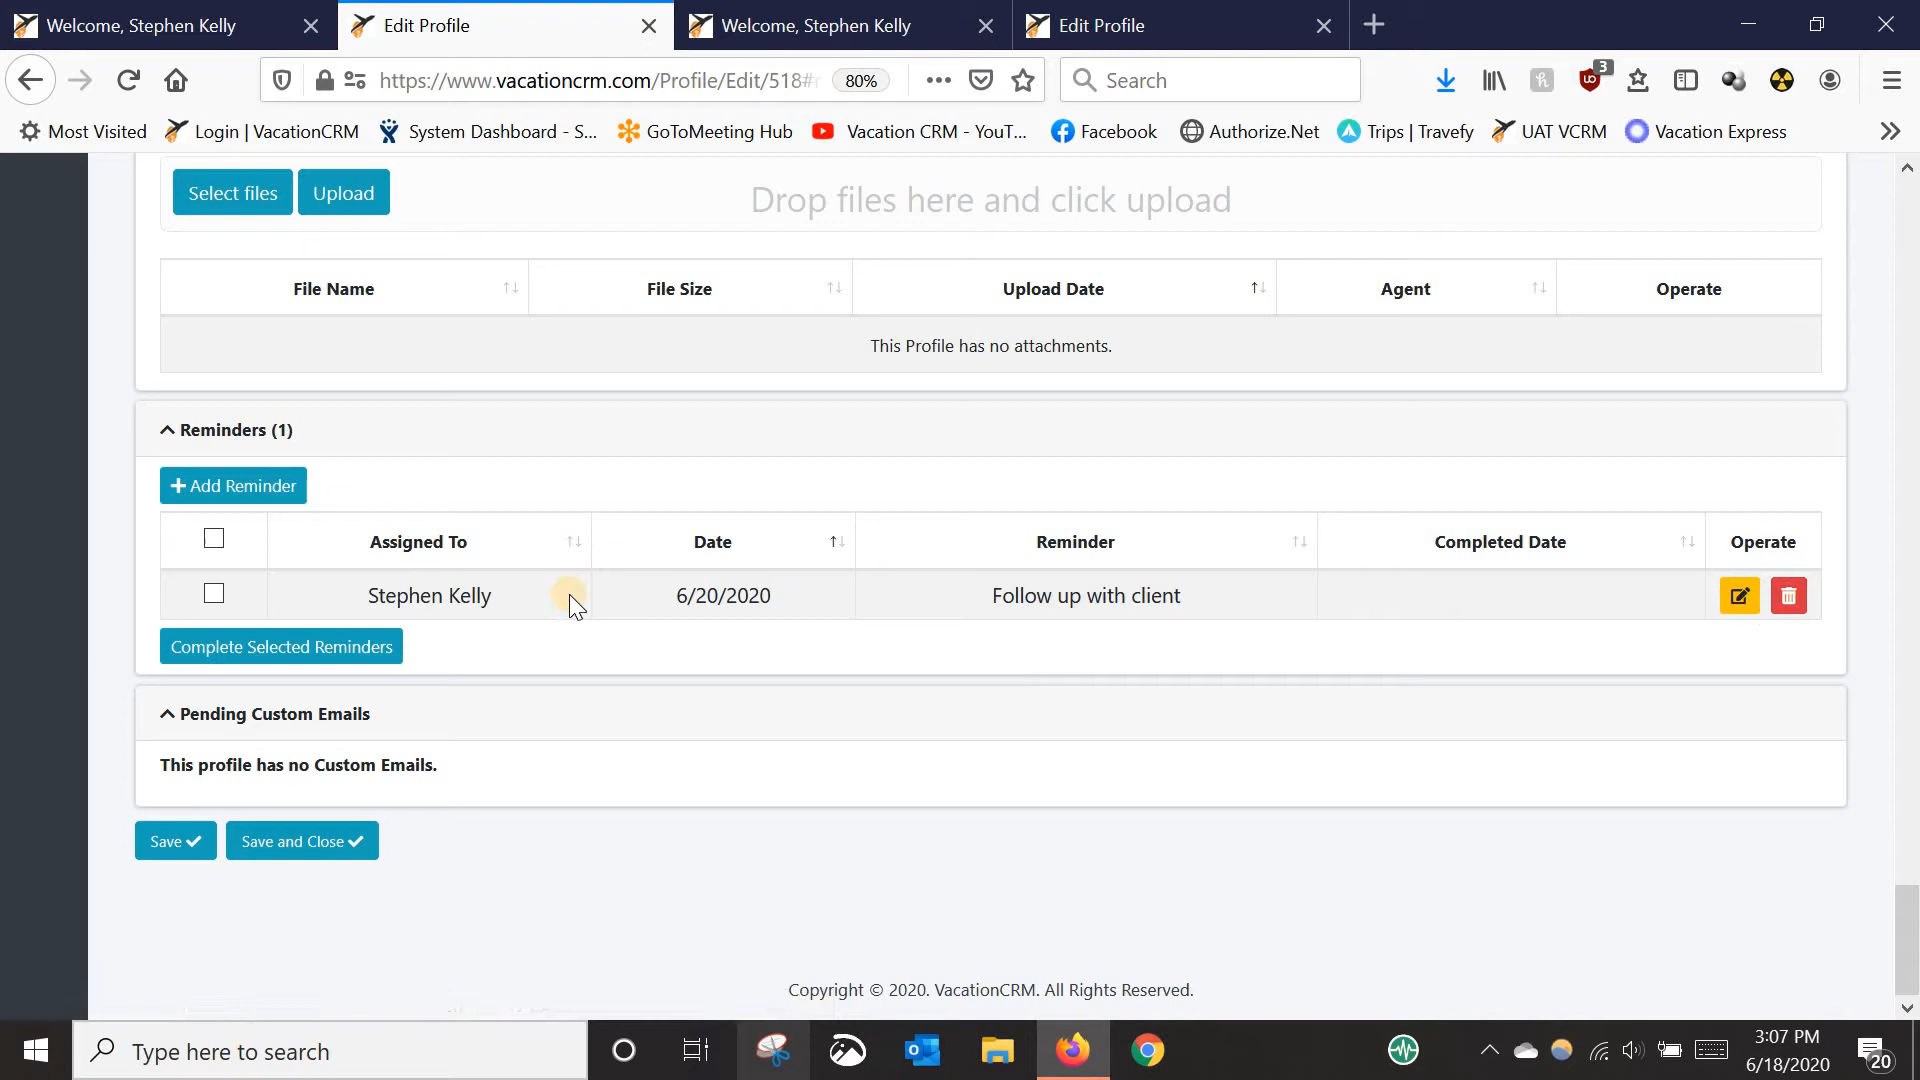 Welcome, Stephen Kelly
Edit Profile
Welcome, Stephen Kelly
Edit Profile
https://www.vacationcrm.com/Profile/Edit/518#
80%
Search
3
Most Visited
Login | VacationCRM
System Dashboard - S...
GoToMeeting Hub
Vacation CRM - YouT...
Facebook
Authorize.Net
Trips | Travefy
UAT VCRM
Vacation Express
Select files
Upload
Drop files here and click upload
File Name
File Size
Upload Date
Agent
Operate
This Profile has no attachments.
Reminders (1)
Add Reminder
Assigned To
Date
Reminder
Completed Date
Operate
Stephen Kelly
6/20/2020
Follow up with client
Complete Selected Reminders
Pending Custom Emails
This profile has no Custom Emails.
Save
Save and Close
Copyright © 2020. VacationCRM. All Rights Reserved.
Type here to search
3:07 PM
6/18/2020
20